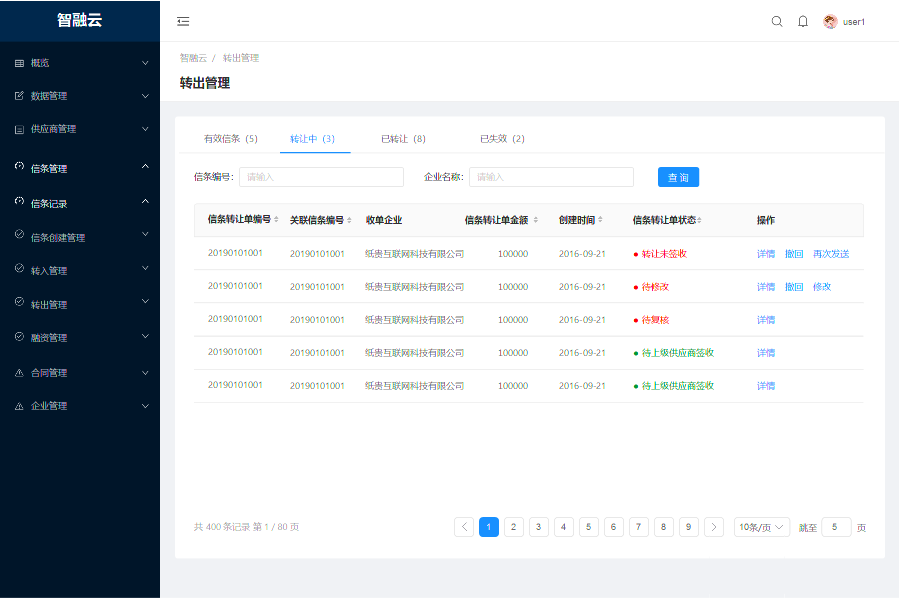 智融云
user1
概览
数据管理
供应商管理
信条管理
信条记录
信条创建管理
转入管理
转出管理
融资管理
合同管理
企业管理
智融云 / 转出管理
转出管理
有效信条（5） 转让中（3） 已转让（8） 已失效（2）
信条编号: 请输入 企业名称: 请输入 查 询
信条转让单编号 关联信条编号 收单企业 信条转让单金额 创建时间 信条转让单状态 操作
20190101001 20190101001 纸贵互联网科技有限公司 100000 2016-09-21 转让未签收 详情 撤回 再次发送
20190101001 20190101001 纸贵互联网科技有限公司 100000 2016-09-21 待修改 详情 撤回 修改
20190101001 20190101001 纸贵互联网科技有限公司 100000 2016-09-21 待复核 详情
20190101001 20190101001 纸贵互联网科技有限公司 100000 2016-09-21 待上级供应商签收 详情
20190101001 20190101001 纸贵互联网科技有限公司 100000 2016-09-21 待上级供应商签收 详情
共 400 条记录 第 1 / 80 页 1 2 3 4 5 6 7 8 9 10条/页 跳至 5 页